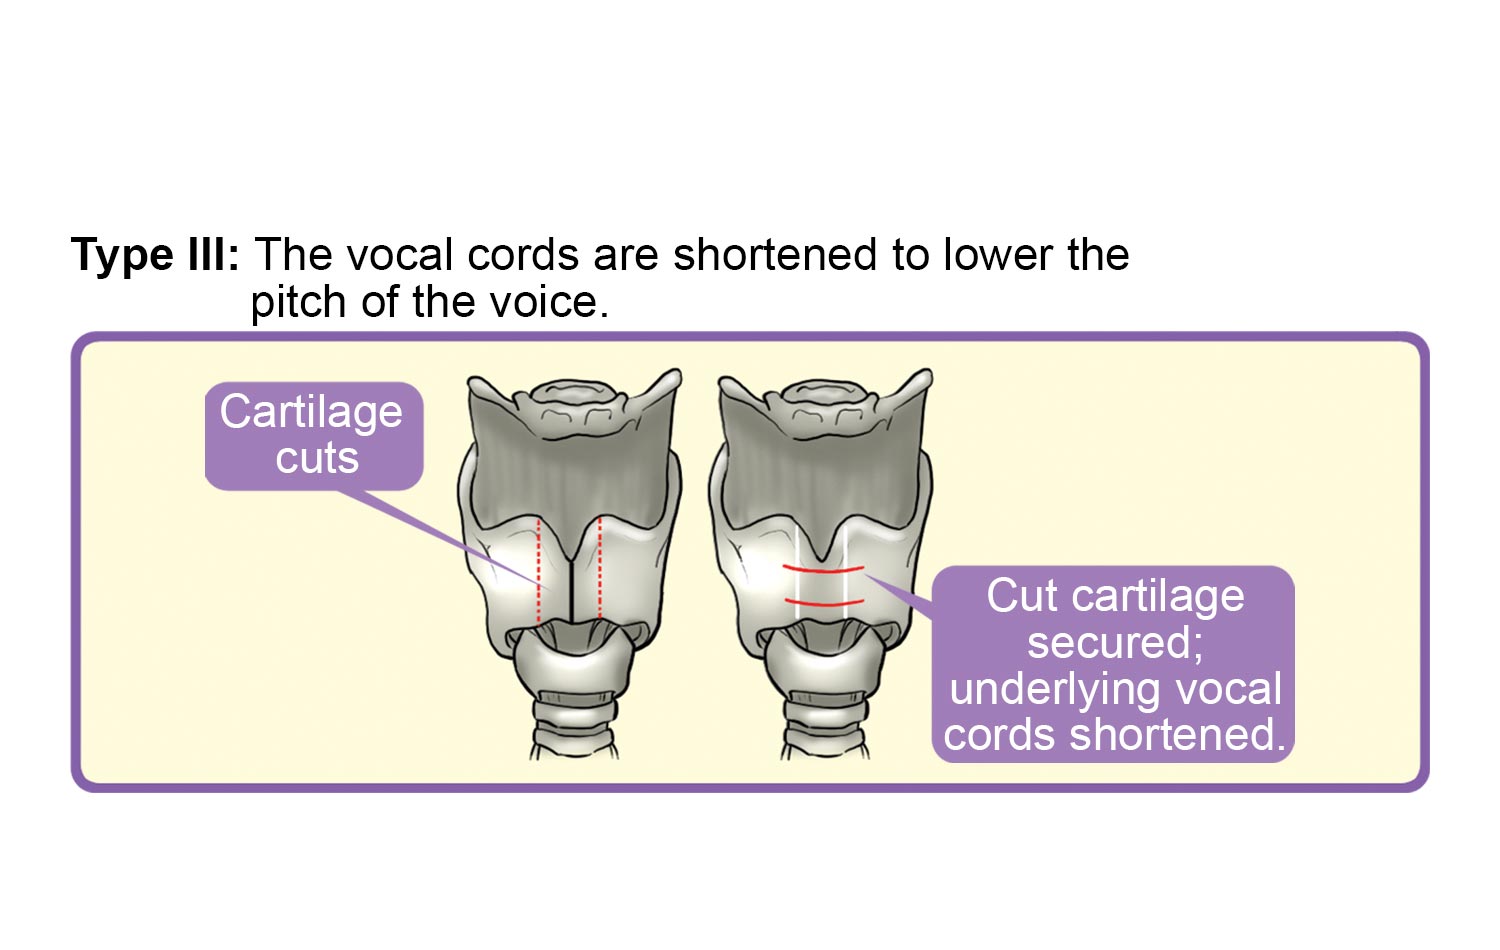 Type III: The vocal cords are shortened to lower the
pitch of the voice.
Cartilage
cuts
Cut cartilage
secured;
underlying vocal
cords shortened.